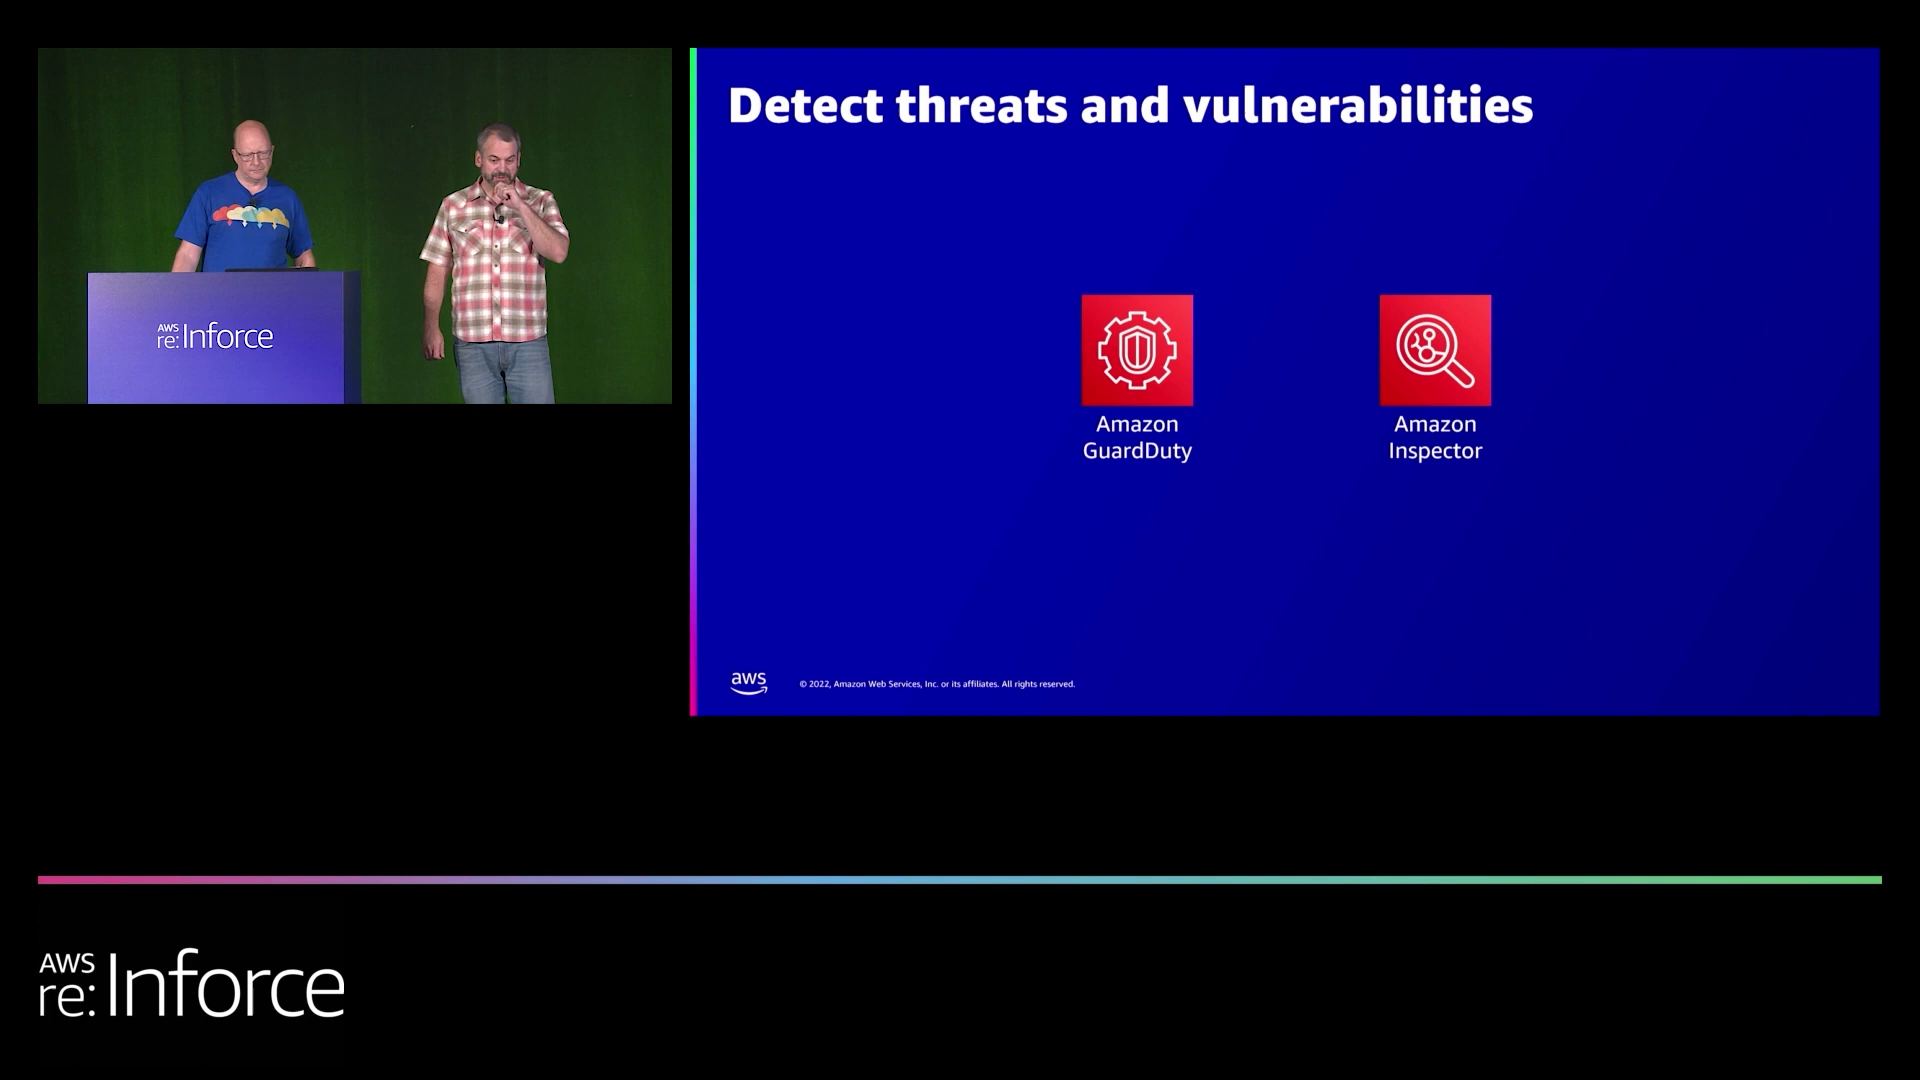 AWS
re:Inforce
Detect threats and vulnerabilities
Amazon
GuardDuty
Amazon
Inspector
aws
© 2022, Amazon Web Services, Inc. or its affiliates. All rights reserved.
AWS
re:Inforce